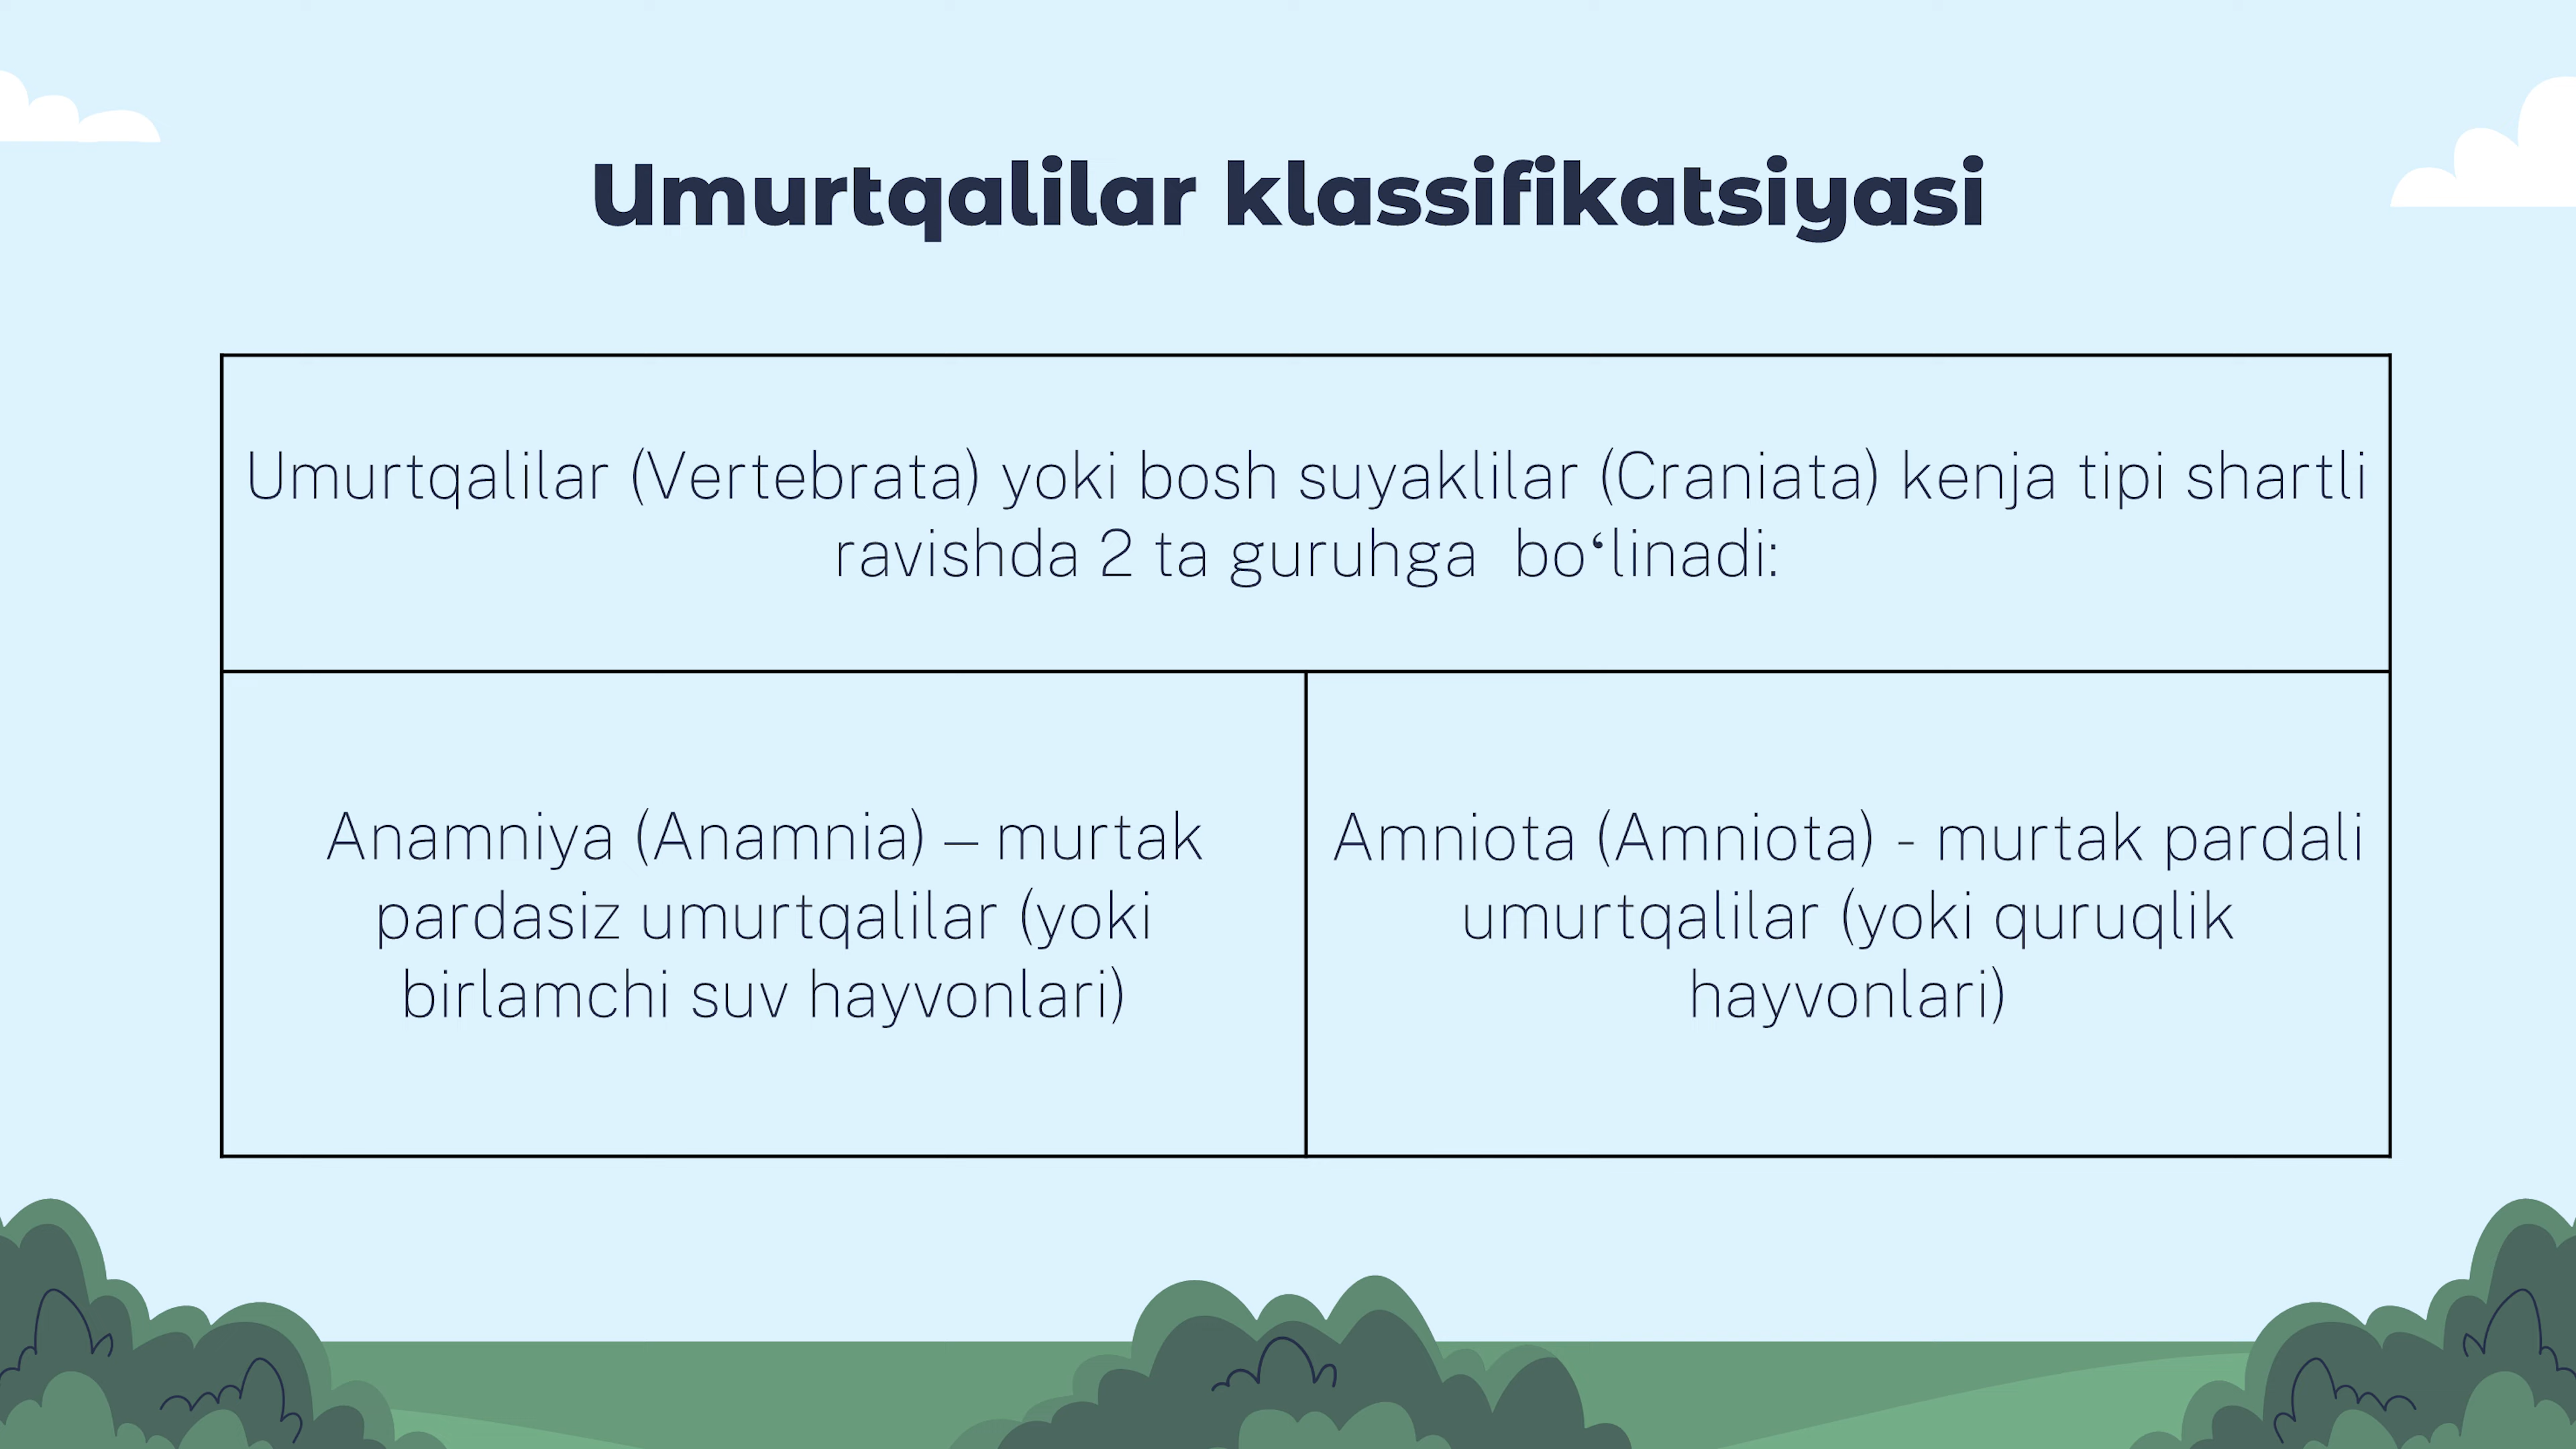 Umurtqalilar klassifikatsiyasi
Umurtqalilar (Vertebrata) yoki bosh suyaklilar (Craniata) kenja tipi shartli
ravishda 2 ta guruhga  bo‘linadi:
Anamniya (Anamnia) – murtak
pardasiz umurtqalilar (yoki
birlamchi suv hayvonlari)
Amniota (Amniota) - murtak pardali
umurtqalilar (yoki quruqlik
hayvonlari)